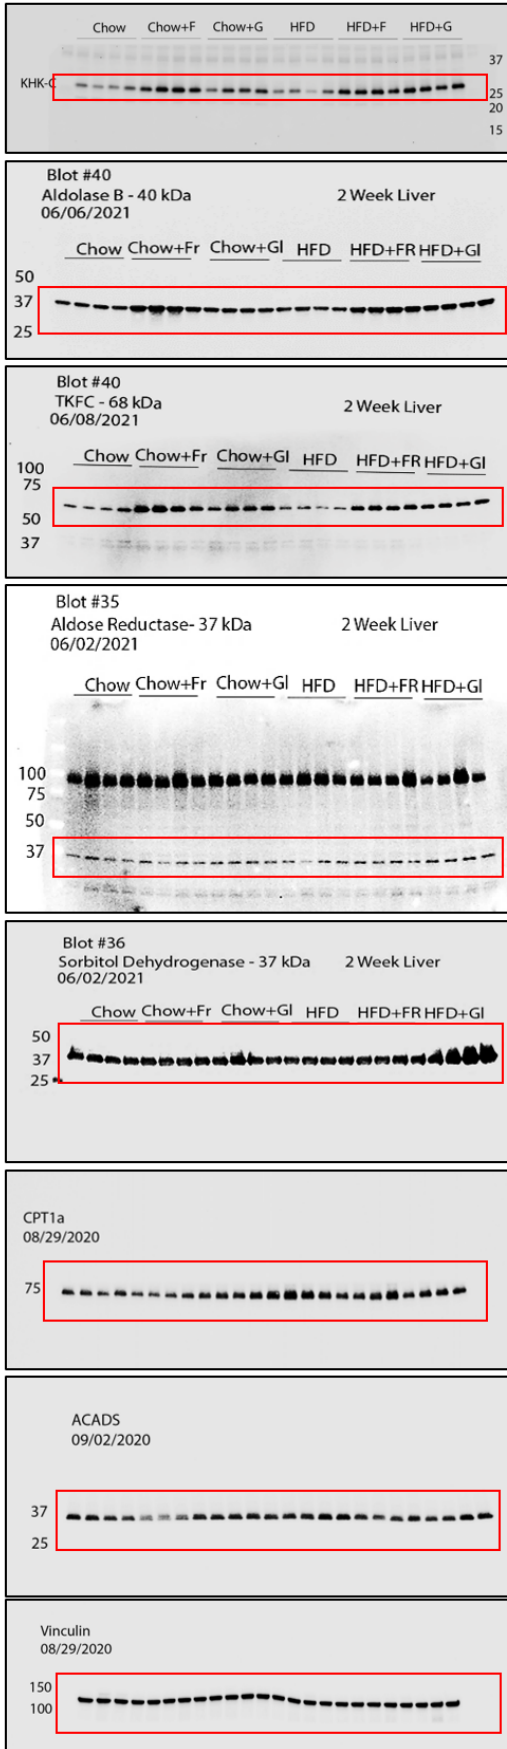 Chow Chow+F Chow+G HFD HFD+F HFD+G
37
KHK-C
25
20
15
Blot #40
Aldolase B - 40 kDa 2 Week Liver
06/06/2021
Chow Chow+Fr Chow+Gl HFD HFD+FR HFD+Gl
50
37
25
Blot #40
TKFC - 68 kDa 2 Week Liver
06/08/2021
Chow Chow+Fr Chow+Gl HFD HFD+FR HFD+Gl
100
75
50
37
Blot #35
Aldose Reductase- 37 kDa 2 Week Liver
06/02/2021
Chow Chow+Fr Chow+Gl HFD HFD+FR HFD+Gl
100
75
50
37
Blot #36
Sorbitol Dehydrogenase - 37 kDa 2 Week Liver
06/02/2021
Chow Chow+Fr Chow+Gl HFD HFD+FR HFD+Gl
50
37
25
CPT1a
08/29/2020
75
ACADS
09/02/2020
37
25
Vinculin
08/29/2020
150
100